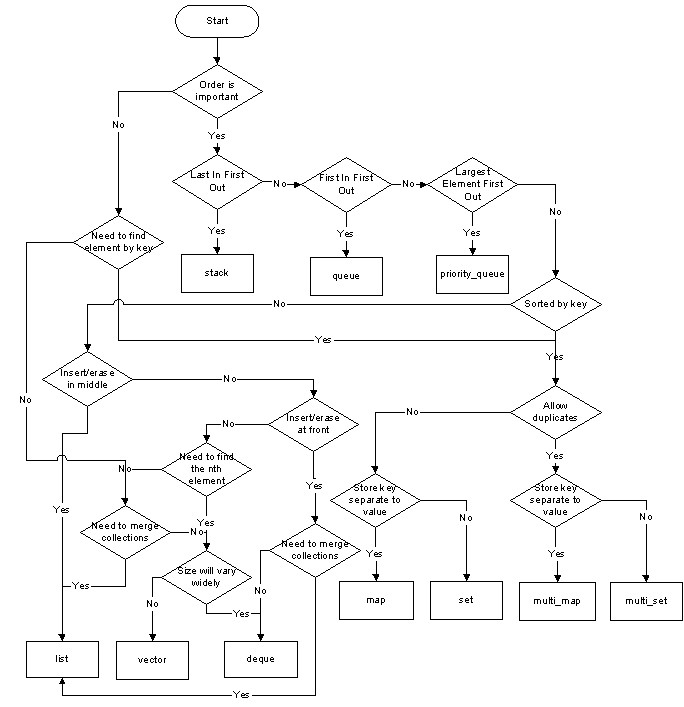 Start
Order is
important
No
Yes
Last In First
Out
No
First In First
Out
No
Largest
Element First
Out
No
Yes
Yes
Yes
Need to find
element by key
stack
queue
priority_queue
No
Sorted by key
Yes
Yes
Insert/erase
in middle
No
No
Insert/erase
at front
No
Allow
duplicates
No
Need to find
the nth
element
No
Yes
Yes
Store key
separate to
value
Store key
separate to
value
Yes
No
No
Yes
Need to merge
collections
No
Need to merge
collections
Yes
Yes
Size will vary
widely
Yes
No
No
Yes
map
set
multi_map
multi_set
list
vector
deque
Yes